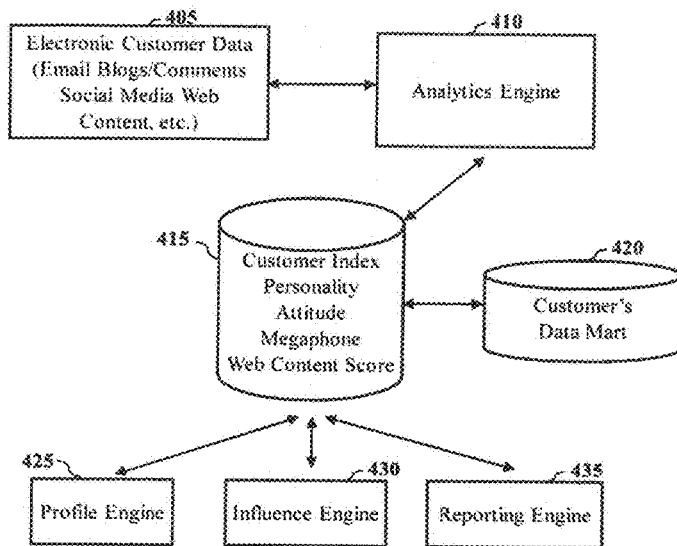 405
Electronic Customer Data
(Email Blogs/Comments
Social Media Web
Content, etc.)
410
Analytics Engine
415
Customer Index
Personality
Attitude
Megaphone
Web Content Score
420
Customer's
Data Mart
425
Profile Engine
430
Influence Engine
435
Reporting Engine